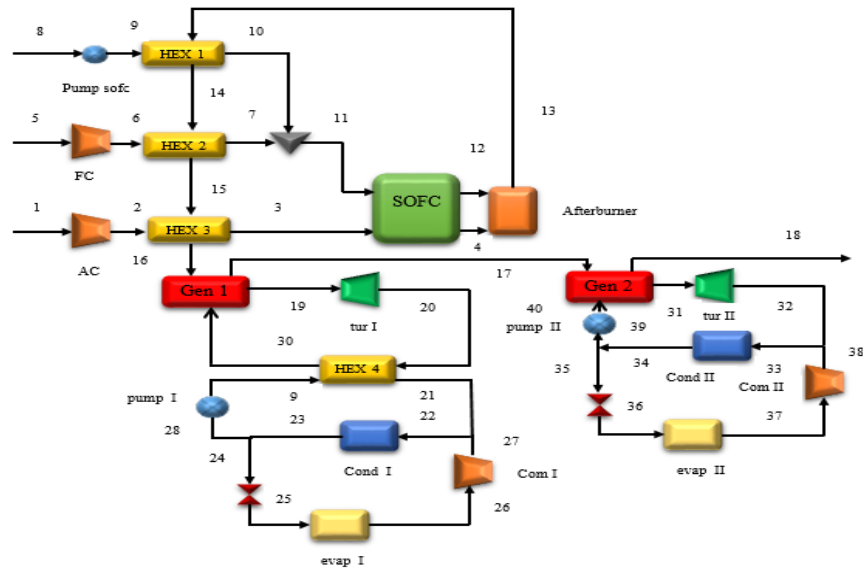 8 9 10
HEX 1
Pump sofc
14
13
5 6 7 11
HEX 2
FC
12
15
SOFC
1 2 3
Afterburner
HEX 3
4
AC
16
18
17
Gen 1
Gen 2
19 20
40 31 32
tur I
tur II
pump II
39
30
HEX 4
35 34 33 38
Cond II
Com II
pump I
9 21
28 23 22
36 37
24 27
Cond I
Com I
evap II
25 26
evap I